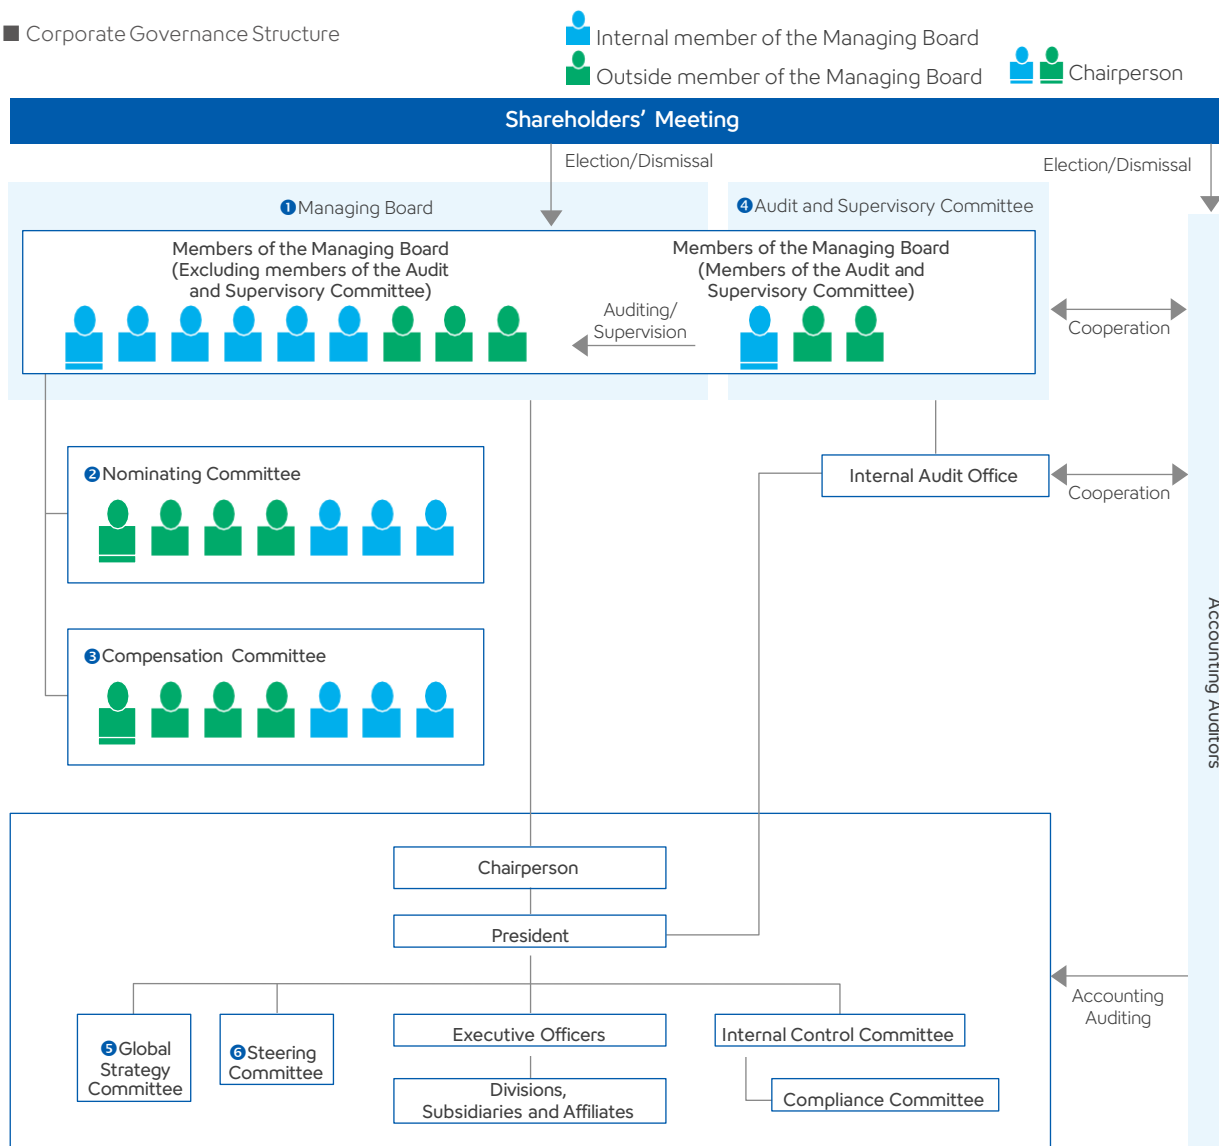 ■ Corporate Governance Structure
Internal member of the Managing Board
Outside member of the Managing Board
Chairperson
Shareholders' Meeting
Election/Dismissal
Election/Dismissal
❶Managing Board
❹Audit and Supervisory Committee
Members of the Managing Board
(Excluding members of the Audit
and Supervisory Committee)
Auditing/
Supervision
Members of the Managing Board
(Members of the Audit and
Supervisory Committee)
Cooperation
❷Nominating Committee
Internal Audit Office
Cooperation
❸Compensation Committee
Accounting Auditors
Chairperson
President
Accounting
Auditing
❺Global
Strategy
Committee
❻Steering
Committee
Executive Officers
Internal Control Committee
Divisions,
Subsidiaries and Affiliates
Compliance Committee